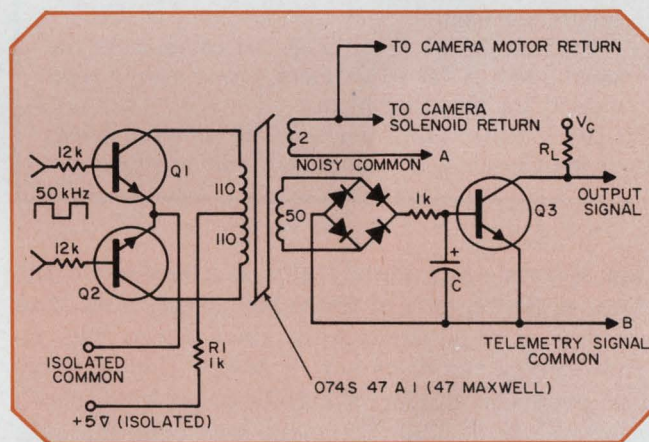 TO CAMERA MOTOR RETURN
TO CAMERA
SOLENOID RETURN
2
NOISY COMMON
A
12k
Q1
50 kHz
12k
Q2
110
110
50
1k
+
C
Q3
VC
RL
OUTPUT
SIGNAL
B
TELEMETRY SIGNAL
COMMON
R1
1k
ISOLATED
COMMON
+5 ∇ (ISOLATED)
074S 47 A 1 (47 MAXWELL)